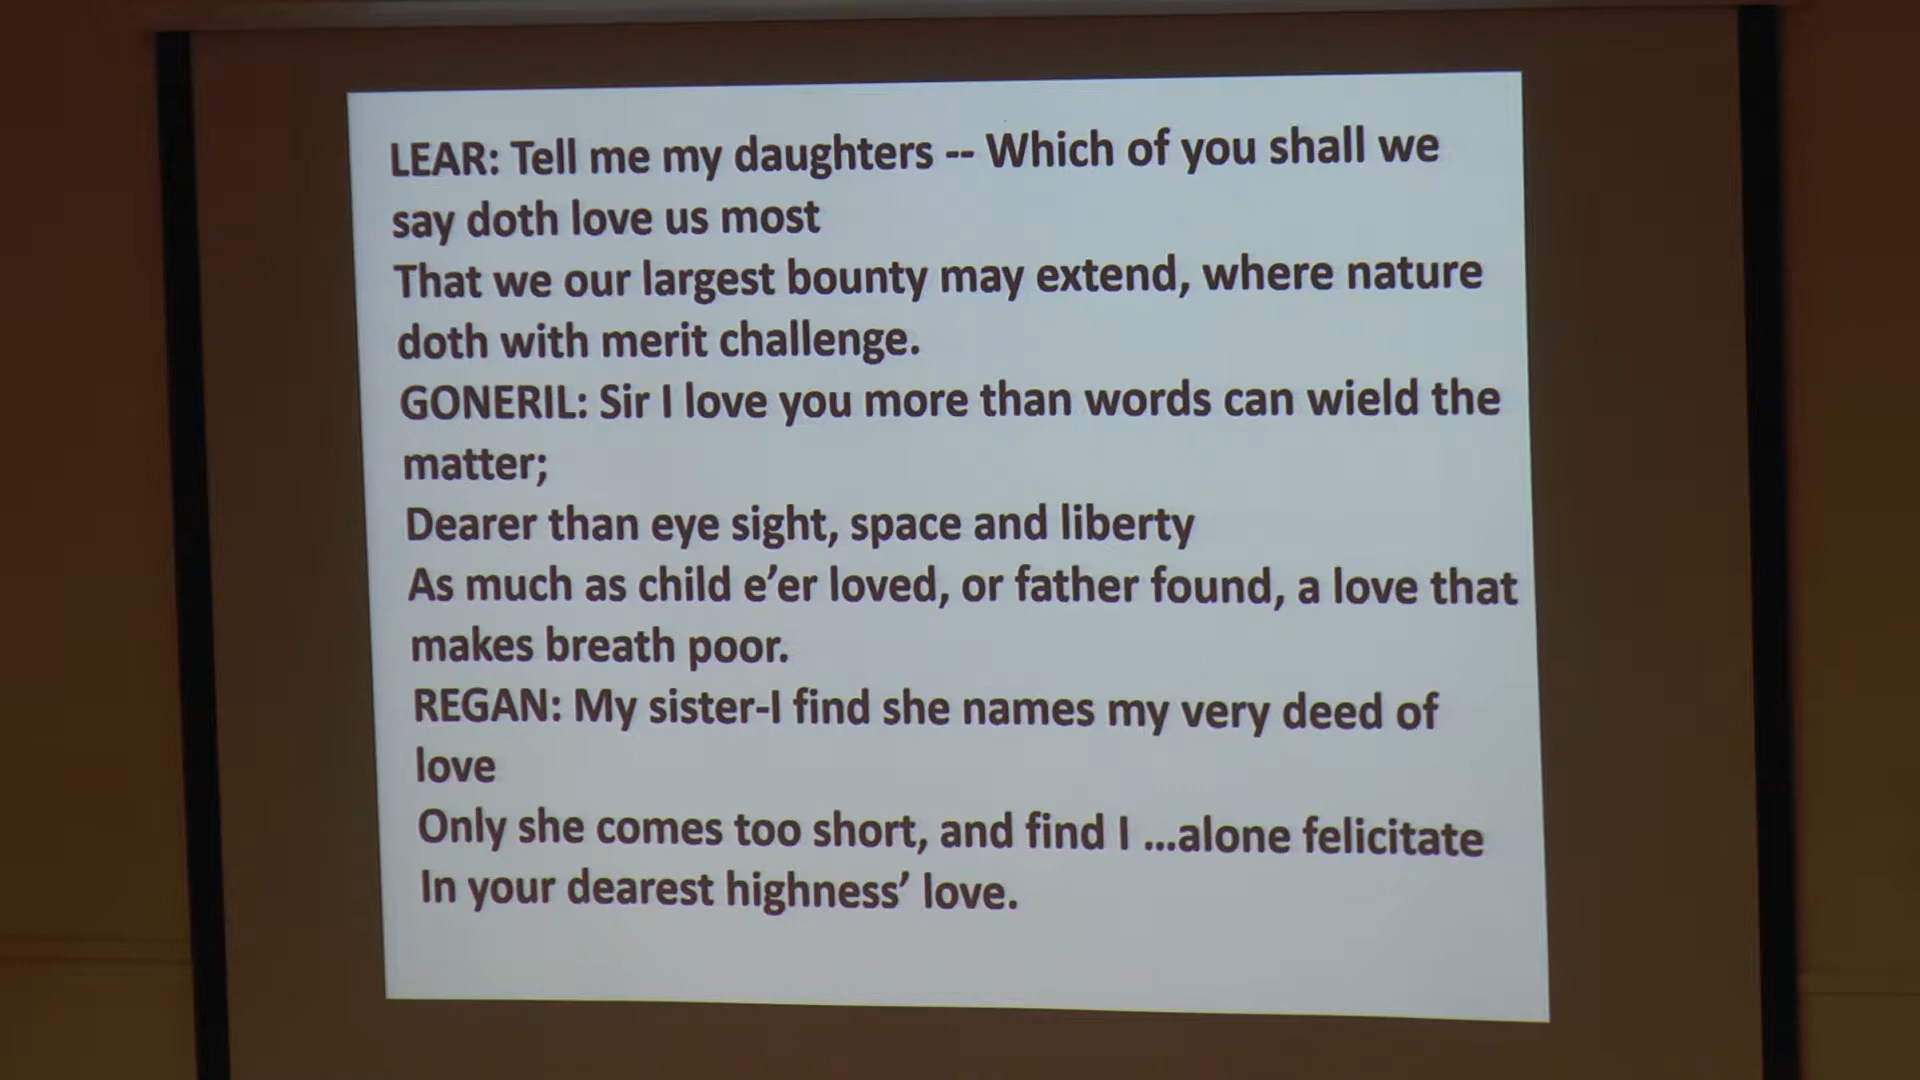 LEAR: Tell me my daughters -- Which of you shall we
say doth love us most
That we our largest bounty may extend, where nature
doth with merit challenge.
GONERIL: Sir I love you more than words can wield the
matter;
Dearer than eye sight, space and liberty
As much as child e’er loved, or father found, a love that
makes breath poor.
REGAN: My sister-I find she names my very deed of
love
Only she comes too short, and find I ...alone felicitate
In your dearest highness’ love.